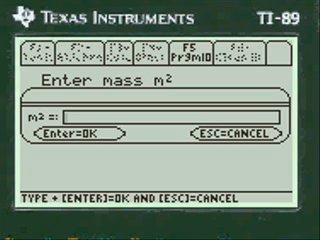 TEXAS INSTRUMENTS TI-89
F5
PrgmIO
Enter mass m²
m2 =:
Enter=OK ESC=CANCEL
TYPE + [ENTER]=OK AND [ESC]=CANCEL